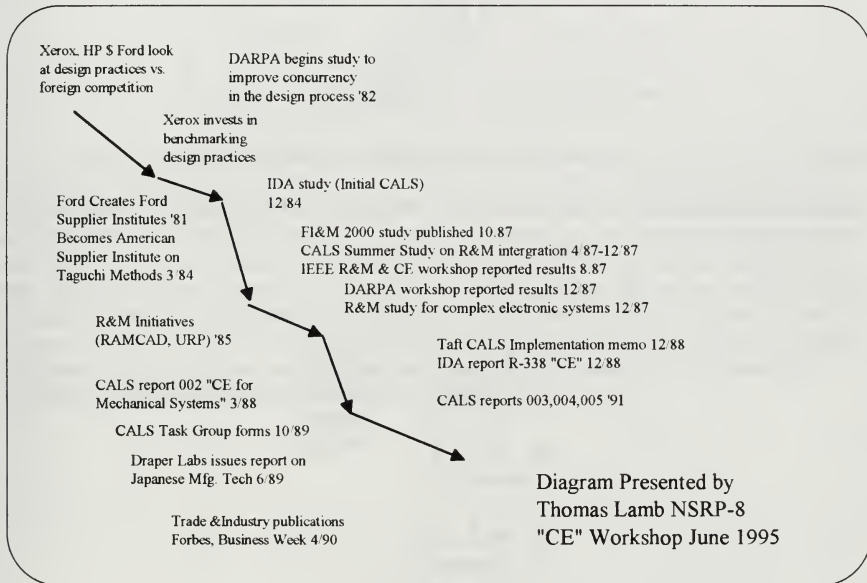 Xerox, HP $ Ford look
at design practices vs.
foreign competition
DARPA begins study to
improve concurrency
in the design process '82
Xerox invests in
benchmarking
design practices
IDA study (Initial CALS)
12/84
Ford Creates Ford
Supplier Institutes '81
Becomes American
Supplier Institute on
Taguchi Methods 3/84
FI&M 2000 study published 10.87
CALS Summer Study on R&M intergration 4/87-12/87
IEEE R&M & CE workshop reported results 8.87
DARPA workshop reported results 12/87
R&M study for complex electronic systems 12/87
R&M Initiatives
(RAMCAD, URP) '85
Taft CALS Implementation memo 12/88
IDA report R-338 "CE" 12/88
CALS report 002 "CE for
Mechanical Systems" 3/88
CALS reports 003,004,005 '91
CALS Task Group forms 10/89
Draper Labs issues report on
Japanese Mfg. Tech 6/89
Trade &Industry publications
Forbes, Business Week 4/90
Diagram Presented by
Thomas Lamb NSRP-8
"CE" Workshop June 1995